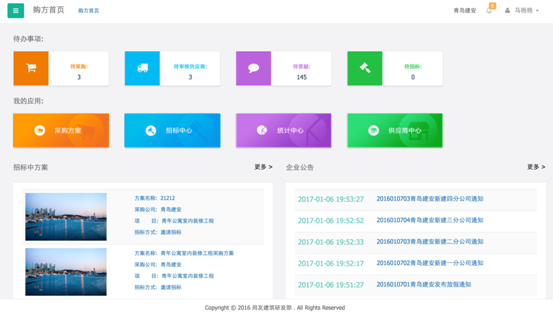 购方首页 购方首页 青岛建安 8 马雨雨
待办事项:
待采购: 待审核供应商: 待答疑: 待招标:
3 3 145 0
我的应用:
采购方案 招标中心 统计中心 供应商中心
招标中方案 更多 > 企业公告 更多 >
方案名称: 21212
采购公司: 青岛建安
项 目: 青年公寓室内装修工程
招标方式: 邀请招标
方案名称: 青年公寓室内装修工程采购方案
采购公司: 青岛建安
项 目: 青年公寓室内装修工程
招标方式: 邀请招标
2017-01-06 19:53:27 2016010703青岛建安新建四分公司通知
2017-01-06 19:52:52 2016010704青岛建安新建三分公司通知
2017-01-06 19:52:33 2016010703青岛建安新建二分公司通知
2017-01-06 19:52:17 2016010702青岛建安新建一分公司通知
2017-01-06 19:51:27 2016010701青岛建安发布放假通知
Copyright © 2016 用友建筑研发部 . All Rights Reserved